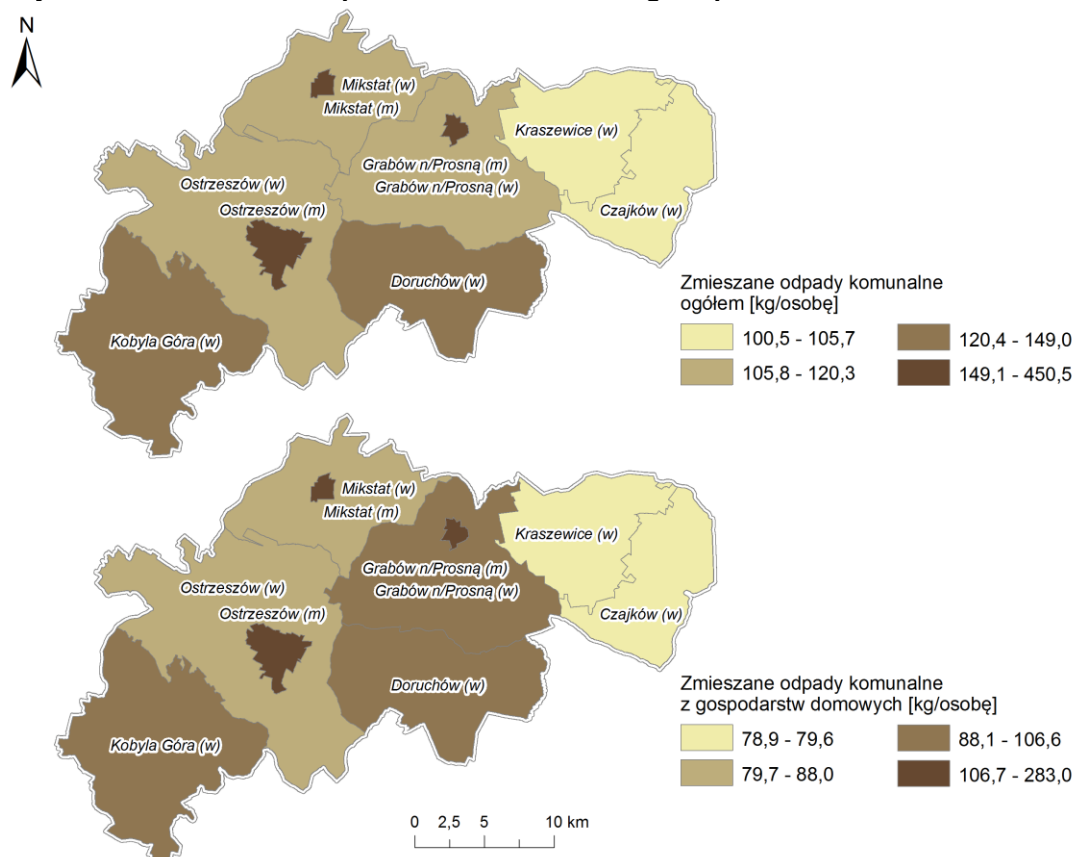 N
Mikstat (w)
Mikstat (m)
Kraszewice (w)
Grabów n/Prosną (m)
Grabów n/Prosną (w)
Ostrzeszów (w)
Ostrzeszów (m)
Czajków (w)
Doruchów (w)
Kobyla Góra (w)
Zmieszane odpady komunalne
ogółem [kg/osobę]
100,5 - 105,7
120,4 - 149,0
105,8 - 120,3
149,1 - 450,5
Mikstat (w)
Mikstat (m)
Kraszewice (w)
Grabów n/Prosną (m)
Grabów n/Prosną (w)
Ostrzeszów (w)
Ostrzeszów (m)
Czajków (w)
Doruchów (w)
Kobyla Góra (w)
Zmieszane odpady komunalne
z gospodarstw domowych [kg/osobę]
78,9 - 79,6
88,1 - 106,6
79,7 - 88,0
106,7 - 283,0
0 2,5 5 10 km